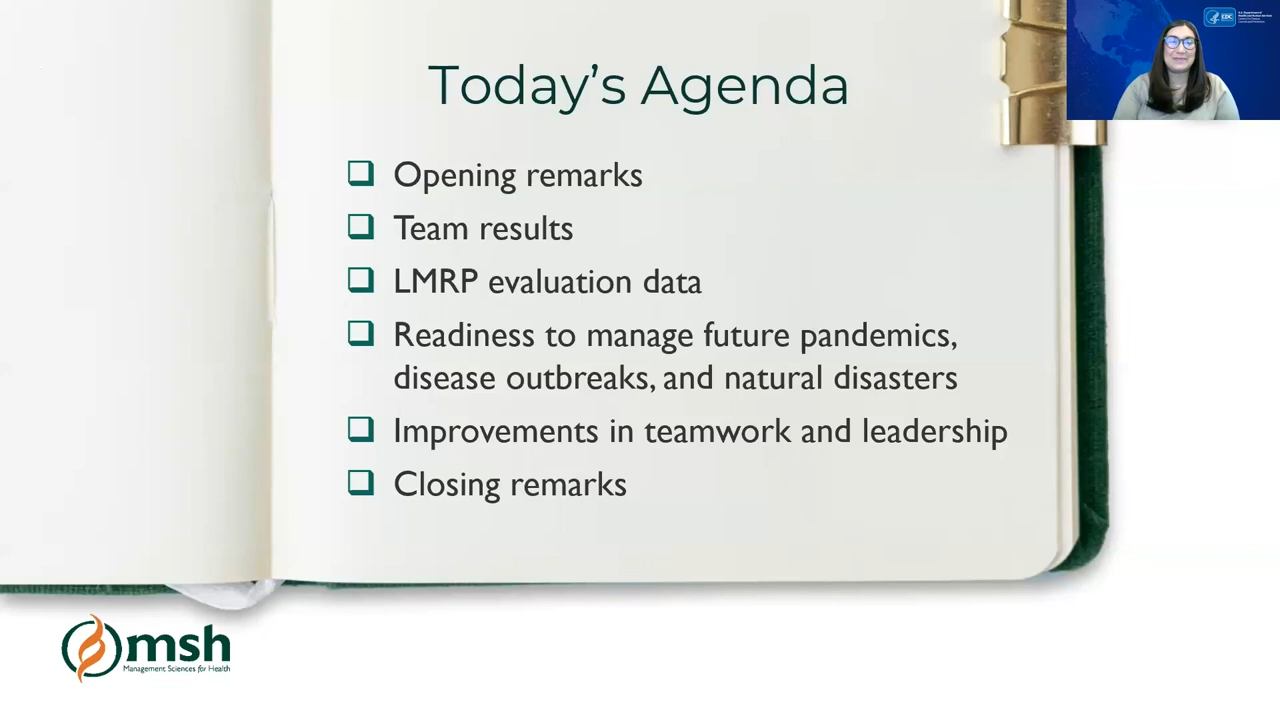 Today's Agenda
Opening remarks
Team results
LMRP evaluation data
Readiness to manage future pandemics,
disease outbreaks, and natural disasters
Improvements in teamwork and leadership
Closing remarks
CDC
msh
Management Sciences for Health